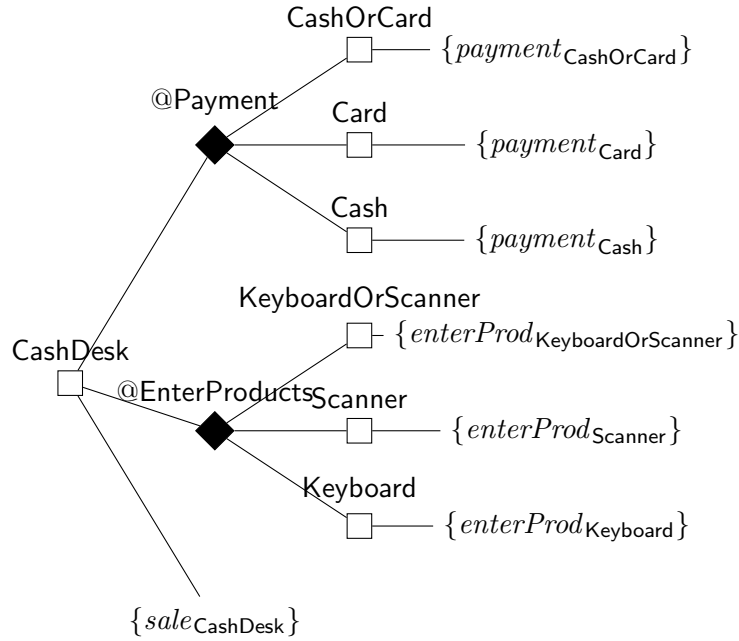 CashOrCard
{payment_CashOrCard}
@Payment
Card
{payment_Card}
Cash
{payment_Cash}
KeyboardOrScanner
{enterProd_KeyboardOrScanner}
CashDesk
@EnterProducts
Scanner
{enterProd_Scanner}
Keyboard
{enterProd_Keyboard}
{sale_CashDesk}